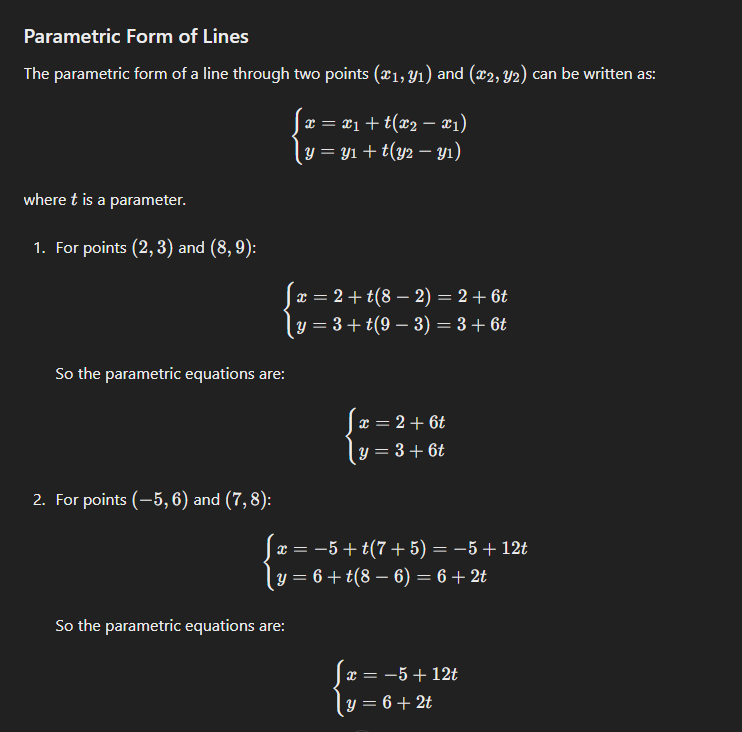 Parametric Form of Lines
The parametric form of a line through two points (x₁, y₁) and (x₂, y₂) can be written as:
{x = x₁ + t(x₂ − x₁)
y = y₁ + t(y₂ − y₁)
where t is a parameter.
1. For points (2, 3) and (8, 9):
{x = 2 + t(8 − 2) = 2 + 6t
y = 3 + t(9 − 3) = 3 + 6t
So the parametric equations are:
{x = 2 + 6t
y = 3 + 6t
2. For points (−5, 6) and (7, 8):
{x = −5 + t(7 + 5) = −5 + 12t
y = 6 + t(8 − 6) = 6 + 2t
So the parametric equations are:
{x = −5 + 12t
y = 6 + 2t